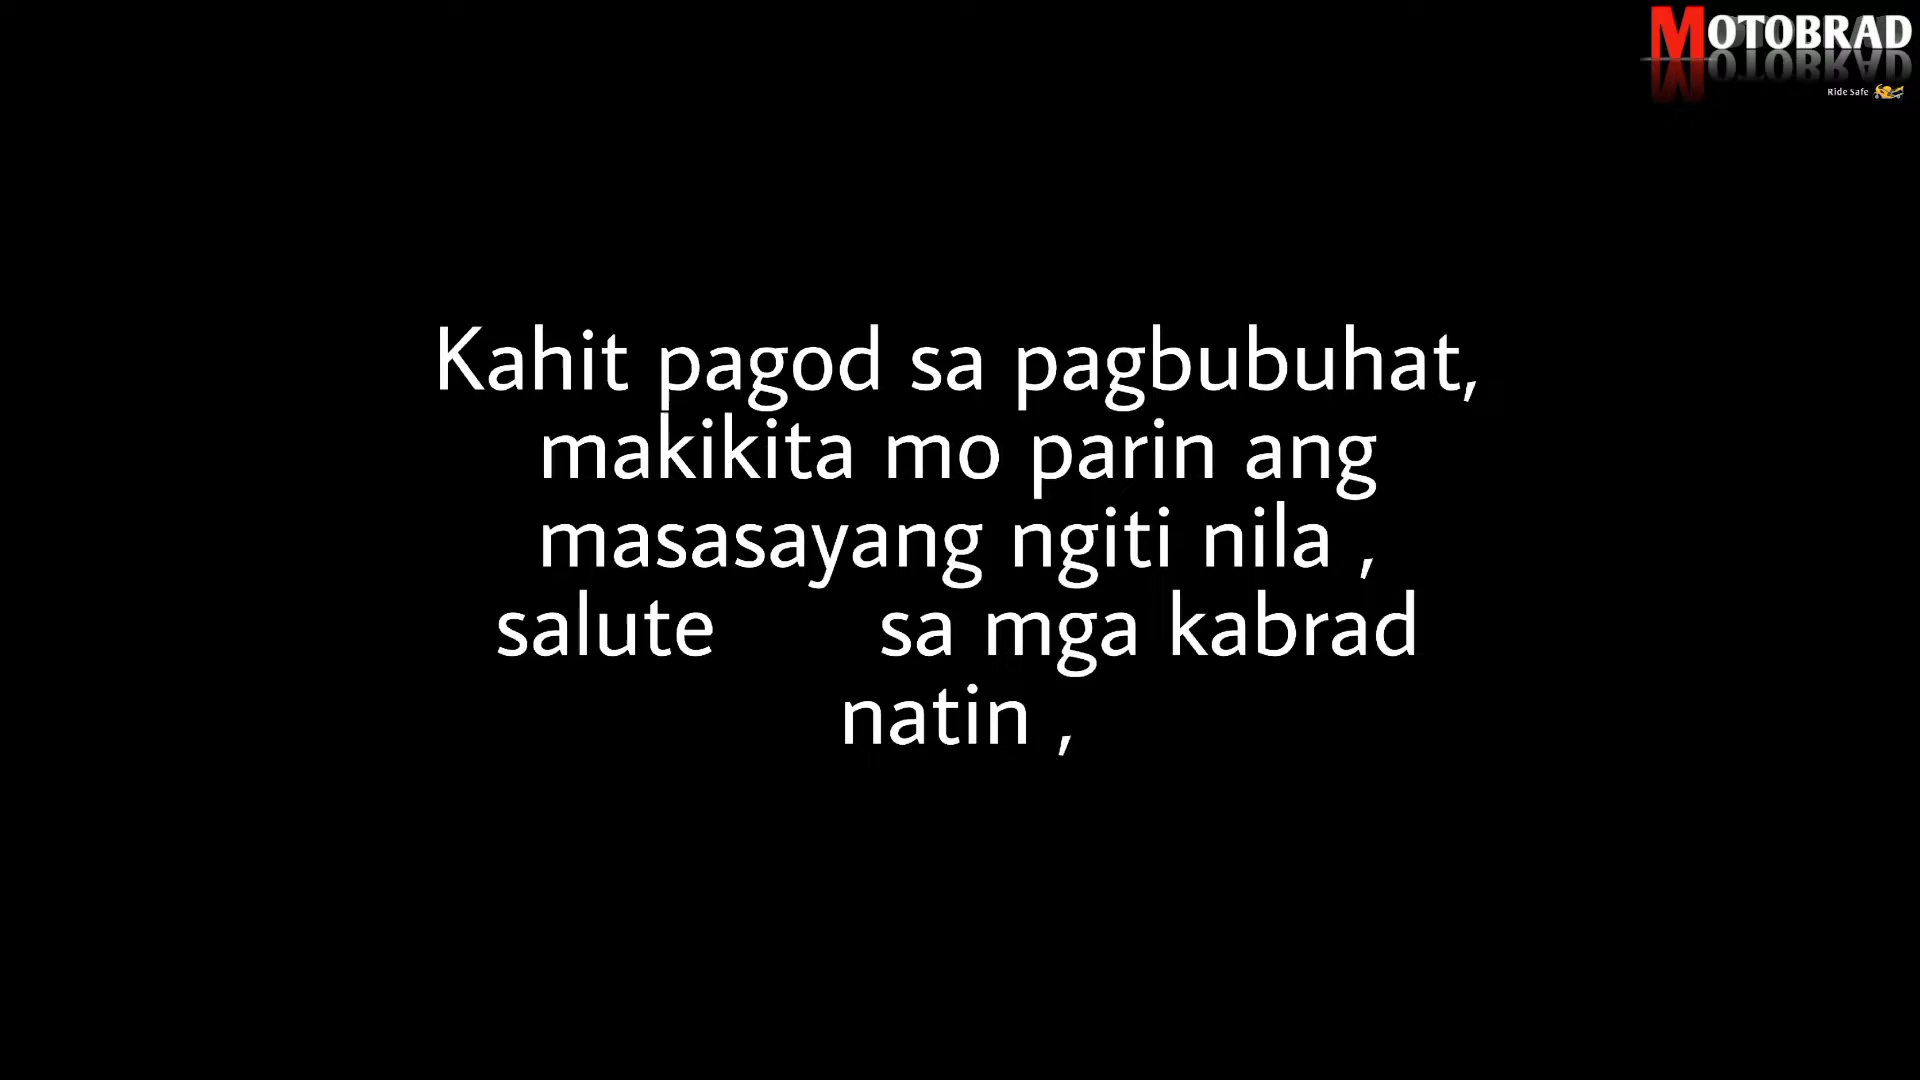 MOTOBRAD
Ride Safe
Kahit pagod sa pagbubuhat,
makikita mo parin ang
masasayang ngiti nila ,
salute sa mga kabrad
natin ,